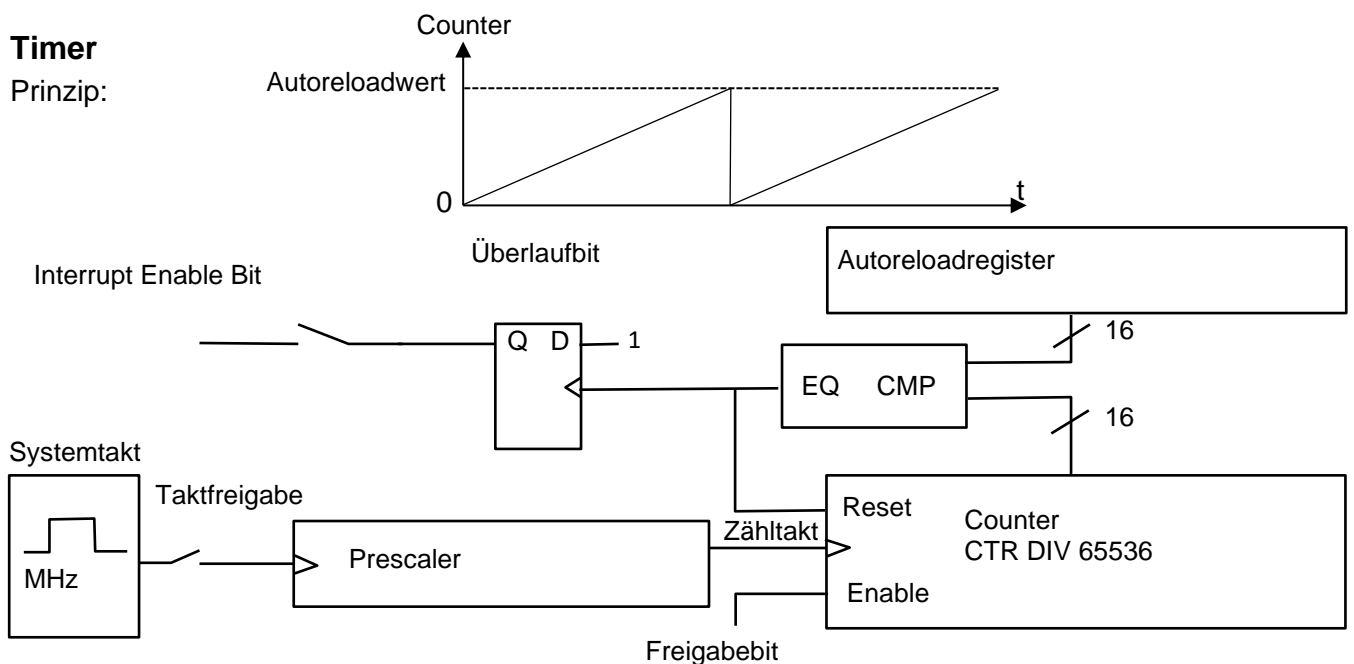 Counter
Timer
Autoreloadwert
Prinzip:
0
t
Überlaufbit
Autoreloadregister
Interrupt Enable Bit
Q D 1
16
EQ CMP
16
Systemtakt
Taktfreigabe
Reset
Zähltakt
Counter
CTR DIV 65536
Prescaler
MHz
Enable
Freigabebit